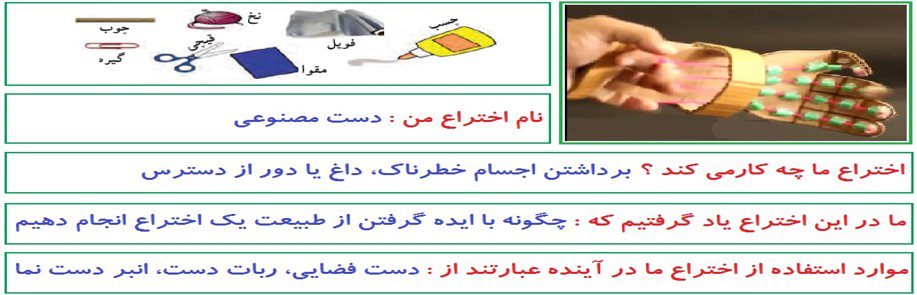 چسب
نخ
چوب
فویل
قیچی
گیره
مقوا
نام اختراع من : دست مصنوعی
اختراع ما چه کارمی کند ؟ برداشتن اجسام خطرناک، داغ یا دور از دسترس
ما در این اختراع یاد گرفتیم که : چگونه با ایده گرفتن از طبیعت یک اختراع انجام دهیم
موارد استفاده از اختراع ما در آینده عبارتند از : دست فضایی، ربات دست، انبر دست نما